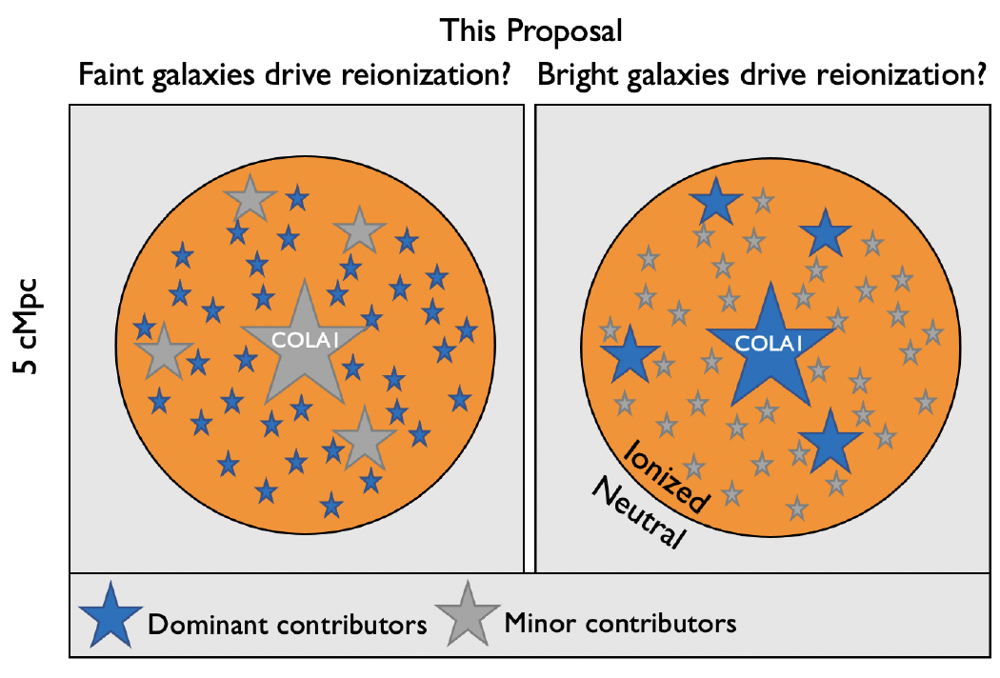 This Proposal
Faint galaxies drive reionization?
Bright galaxies drive reionization?
5 cMpc
COLA1
COLA1
Ionized
Neutral
Dominant contributors
Minor contributors